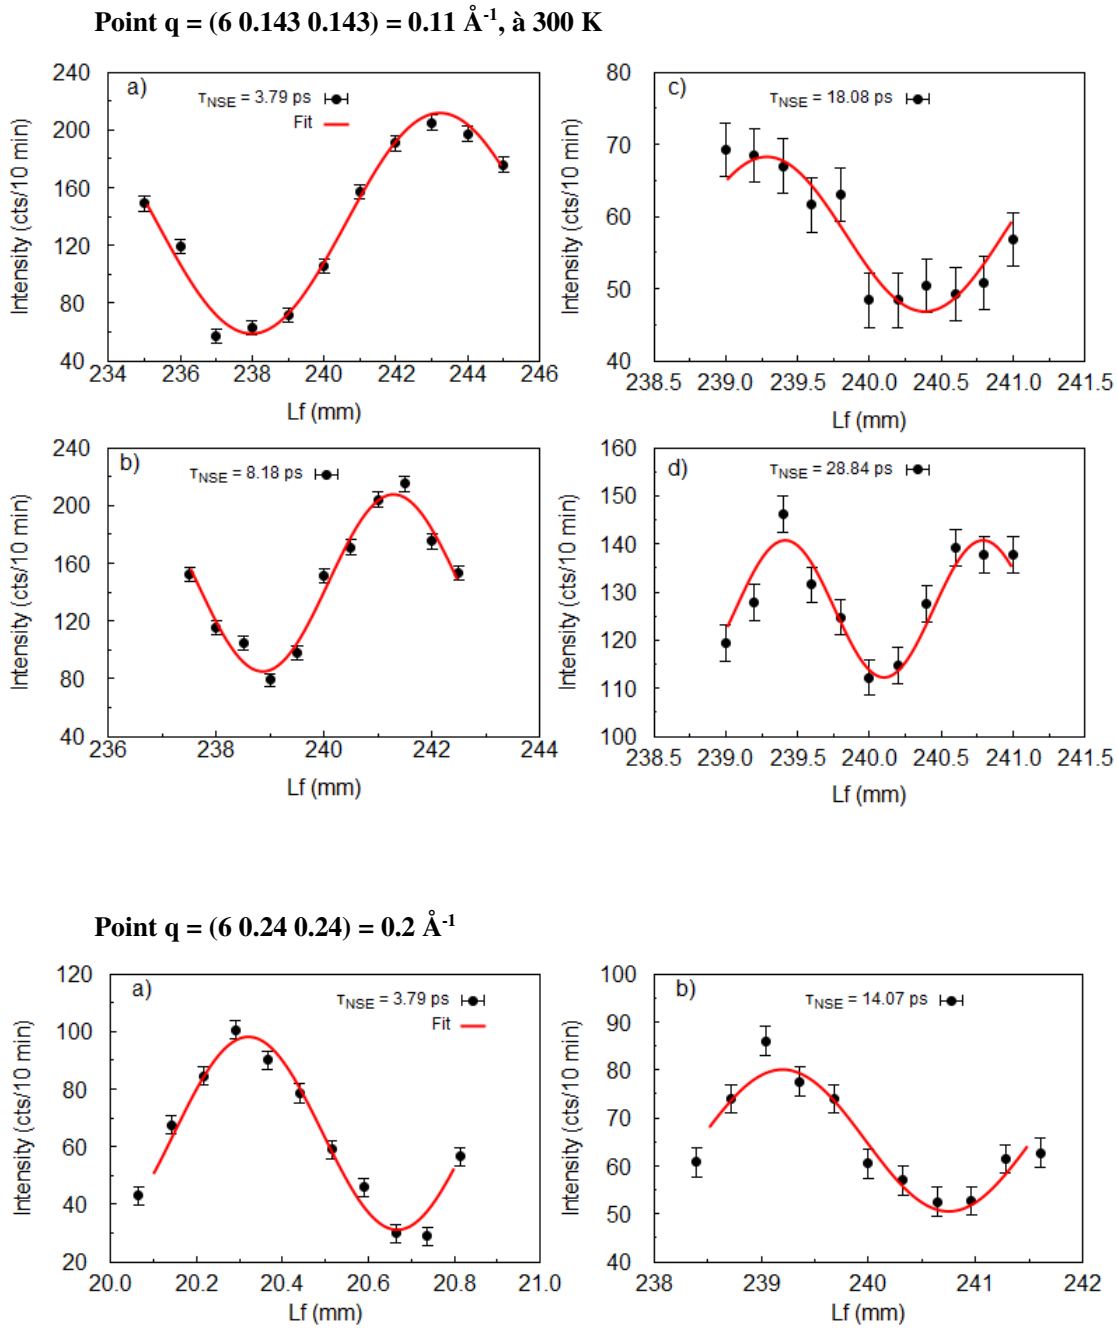 Point q = (6 0.143 0.143) = 0.11 Å-1, à 300 K
a)
τNSE = 3.79 ps
Fit
Intensity (cts/10 min)
240
200
160
120
80
40
234 236 238 240 242 244 246
Lf (mm)
c)
τNSE = 18.08 ps
Intensity (cts/10 min)
80
70
60
50
40
238.5 239.0 239.5 240.0 240.5 241.0 241.5
Lf (mm)
b)
τNSE = 8.18 ps
Intensity (cts/10 min)
240
200
160
120
80
40
236 238 240 242 244
Lf (mm)
d)
τNSE = 28.84 ps
Intensity (cts/10 min)
160
150
140
130
120
110
100
238.5 239.0 239.5 240.0 240.5 241.0 241.5
Lf (mm)
Point q = (6 0.24 0.24) = 0.2 Å-1
a)
τNSE = 3.79 ps
Fit
Intensity (cts/10 min)
120
100
80
60
40
20
20.0 20.2 20.4 20.6 20.8 21.0
Lf (mm)
b)
τNSE = 14.07 ps
Intensity (cts/10 min)
100
90
80
70
60
50
40
238 239 240 241 242
Lf (mm)